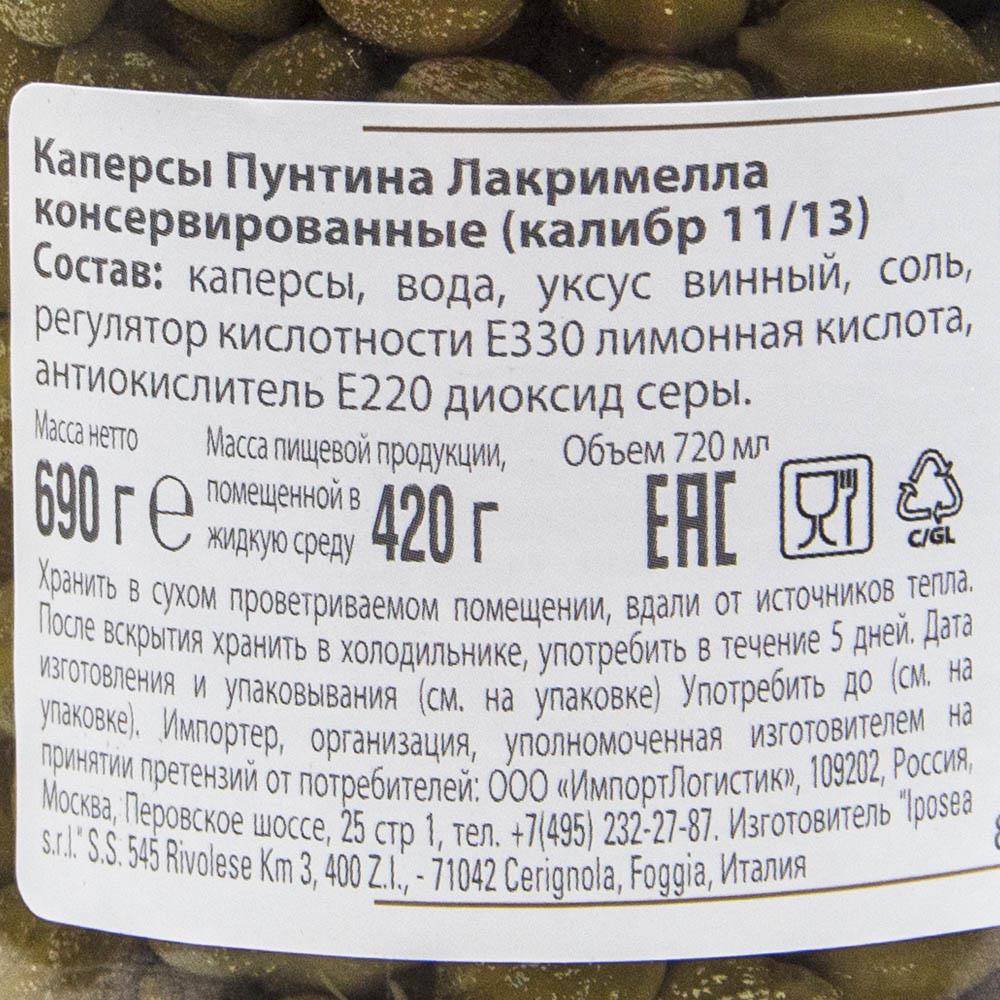 Каперсы Пунтина Лакримелла
консервированные (калибр 11/13)
Состав: каперсы, вода, уксус винный, соль,
регулятор кислотности Е330 лимонная кислота,
антиокислитель Е220 диоксид серы.
Масса нетто Масса пищевой продукции, Объем 720 мл
690 г ℮ помещенной в жидкую среду 420 г EAC
C/GL
Хранить в сухом проветриваемом помещении, вдали от источников тепла.
После вскрытия хранить в холодильнике, употребить в течение 5 дней. Дата
изготовления и упаковывания (см. на упаковке) Употребить до (см. на
упаковке). Импортер, организация, уполномоченная изготовителем на
принятии претензий от потребителей: ООО «ИмпортЛогистик», 109202, Россия,
Москва, Перовское шоссе, 25 стр 1, тел. +7(495) 232-27-87. Изготовитель "Iposea
s.r.l." S.S. 545 Rivolese Km 3, 400 Z.I., - 71042 Cerignola, Foggia, Италия